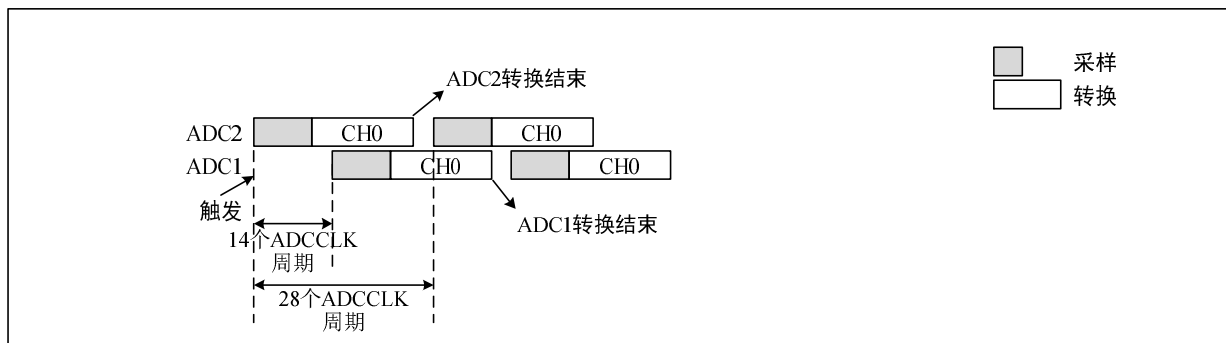 采样
转换
ADC2转换结束
ADC2
CH0
CH0
ADC1
CH0
CH0
触发
ADC1转换结束
14个ADCCLK
周期
28个ADCCLK
周期